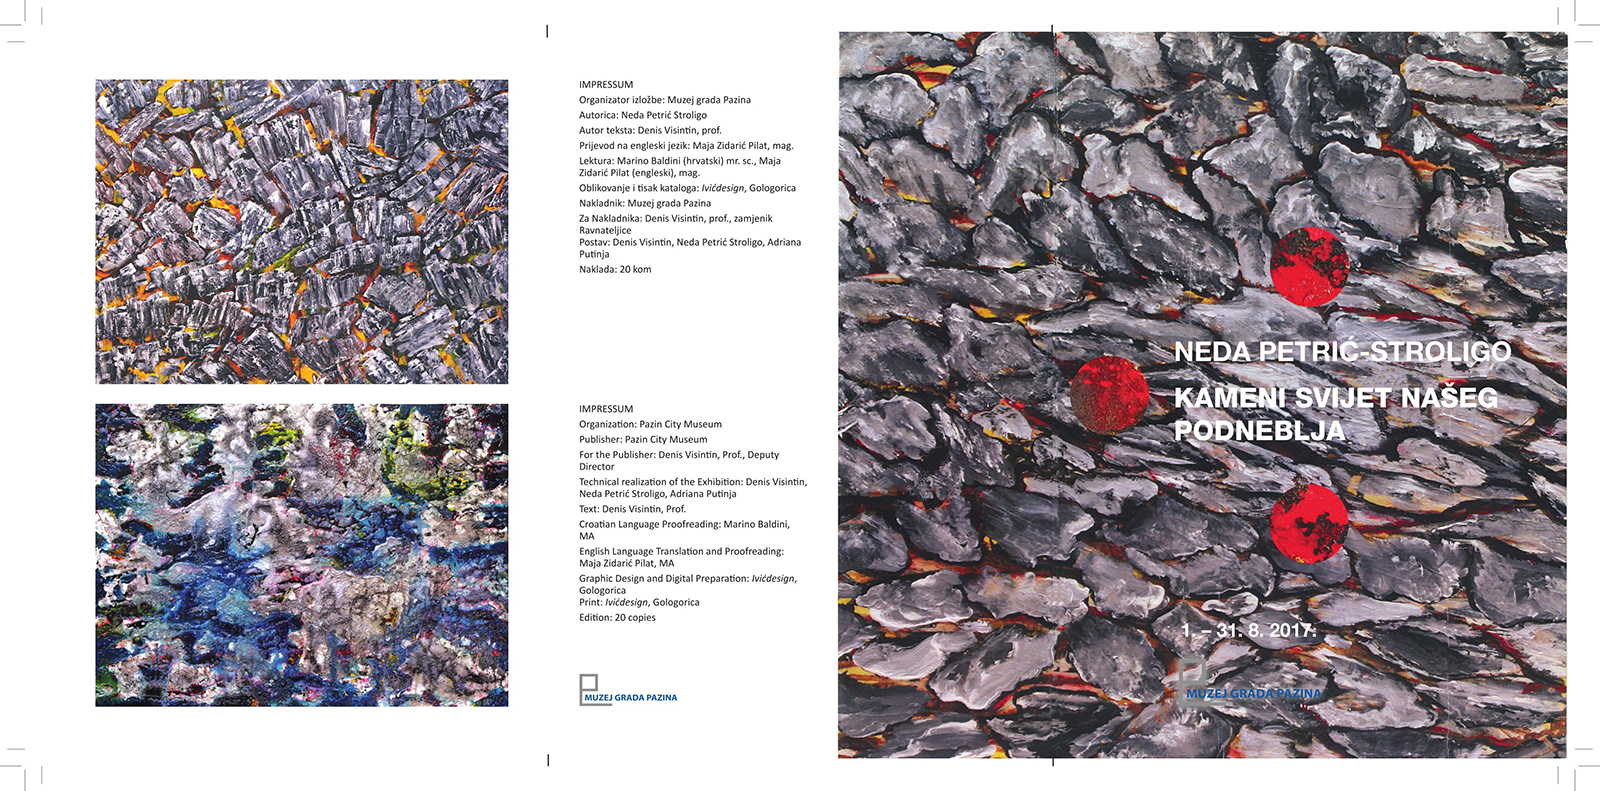 IMPRESSUM
Organizator izložbe: Muzej grada Pazina
Autorica: Neda Petrić Stroligo
Autor teksta: Denis Visintin, prof.
Prijevod na engleski jezik: Maja Zidarić Pilat, mag.
Lektura: Marino Baldini (hrvatski) mr. sc., Maja
Zidarić Pilat (engleski), mag.
Oblikovanje i tisak kataloga: Ivićdesign, Gologorica
Nakladnik: Muzej grada Pazina
Za Nakladnika: Denis Visintin, prof., zamjenik
Ravnateljice
Postav: Denis Visintin, Neda Petrić Stroligo, Adriana
Putinja
Naklada: 20 kom
IMPRESSUM
Organization: Pazin City Museum
Publisher: Pazin City Museum
For the Publisher: Denis Visintin, Prof., Deputy
Director
Technical realization of the Exhibition: Denis Visintin,
Neda Petrić Stroligo, Adriana Putinja
Text: Denis Visintin, Prof.
Croatian Language Proofreading: Marino Baldini,
MA
English Language Translation and Proofreading:
Maja Zidarić Pilat, MA
Graphic Design and Digital Preparation: Ivićdesign,
Gologorica
Print: Ivićdesign, Gologorica
Edition: 20 copies
MUZEJ GRADA PAZINA
NEDA PETRIĆ-STROLIGO
KAMENI SVIJET NAŠEG
PODNEBLJA
1. – 31. 8. 2017.
MUZEJ GRADA PAZINA